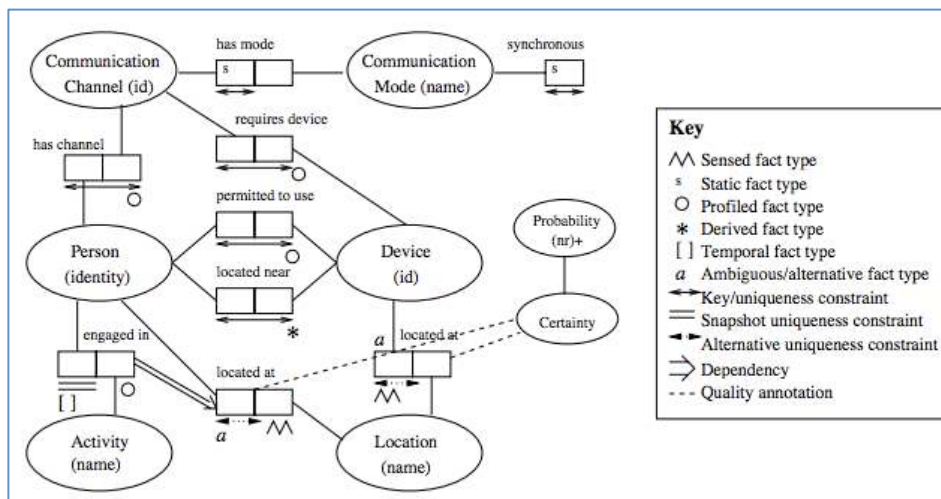 has mode
synchronous
Communication
Channel (id)
s
Communication
Mode (name)
s
requires device
has channel
permitted to use
Person
(identity)
located near
*
Device
(id)
Probability
(nr)+
Certainty
engaged in
[ ]
a
located at
located at
a
Activity
(name)
Location
(name)
Key
Sensed fact type
s Static fact type
Profiled fact type
* Derived fact type
[ ] Temporal fact type
a Ambiguous/alternative fact type
Key/uniqueness constraint
Snapshot uniqueness constraint
Alternative uniqueness constraint
Dependency
Quality annotation